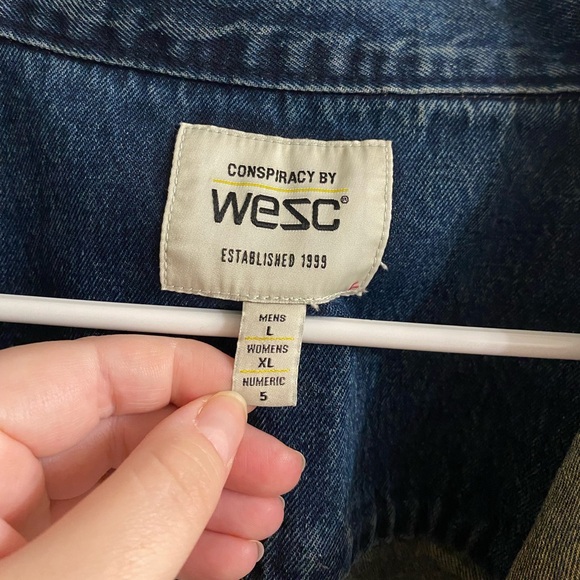 CONSPIRACY BY
wesc®
ESTABLISHED 1999
MENS
L
WOMENS
XL
NUMERIC
5